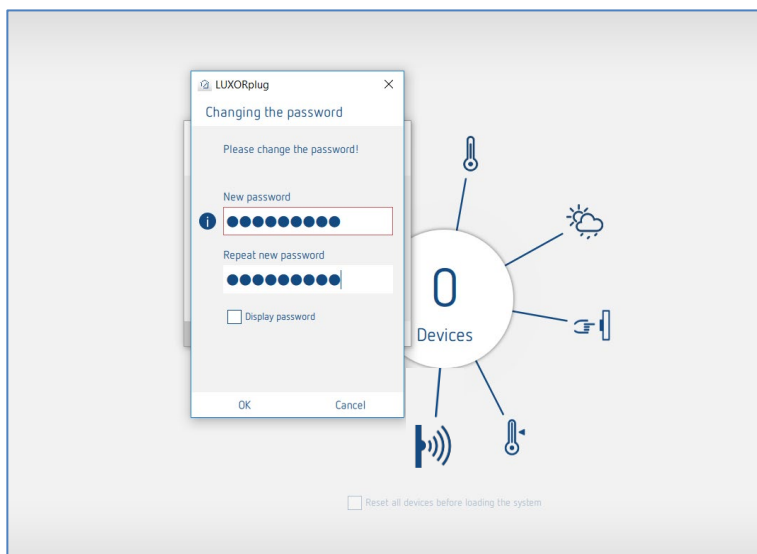 LUXORplug
Changing the password
Please change the password!
New password
Repeat new password
Display password
OK Cancel
0
Devices
Reset all devices before loading the system